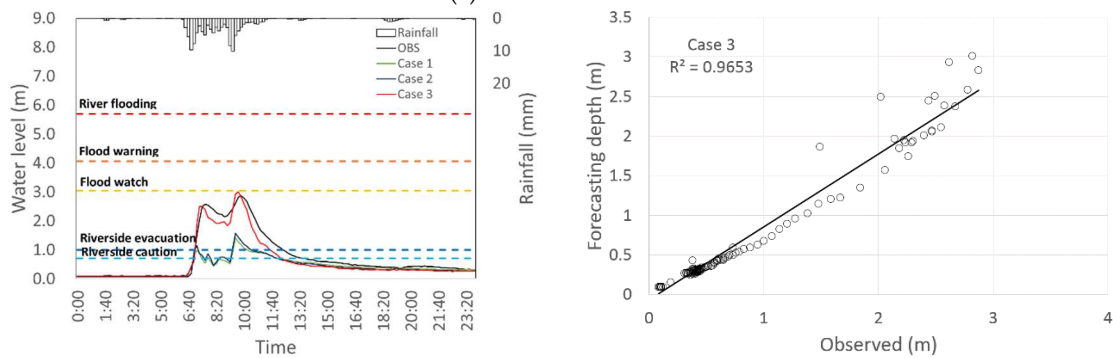 9.0
8.0
7.0
6.0
5.0
4.0
3.0
2.0
1.0
0.0
Water level (m)
River flooding
Flood warning
Flood watch
Riverside evacuation
Riverside caution
Rainfall
OBS
Case 1
Case 2
Case 3
0
10
20
Rainfall (mm)
0:00
1:40
3:20
5:00
6:40
8:20
10:00
11:40
13:20
15:00
16:40
18:20
20:00
21:40
23:20
Time
Case 3
R² = 0.9653
3.5
3
2.5
2
1.5
1
0.5
0
Forecasting depth (m)
0
1
2
3
4
Observed (m)